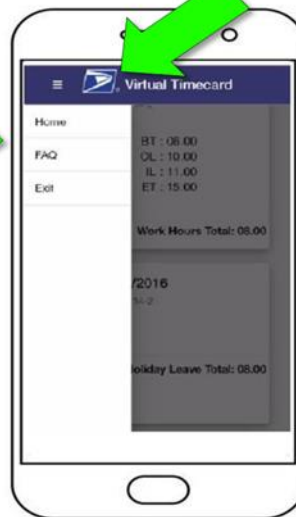 ≡ Virtual Timecard
Home
FAQ
Exit
BT : 08.00
OL : 10.00
IL : 11.00
ET : 15.00
Work Hours Total: 08.00
/2016
Holiday Leave Total: 08.00